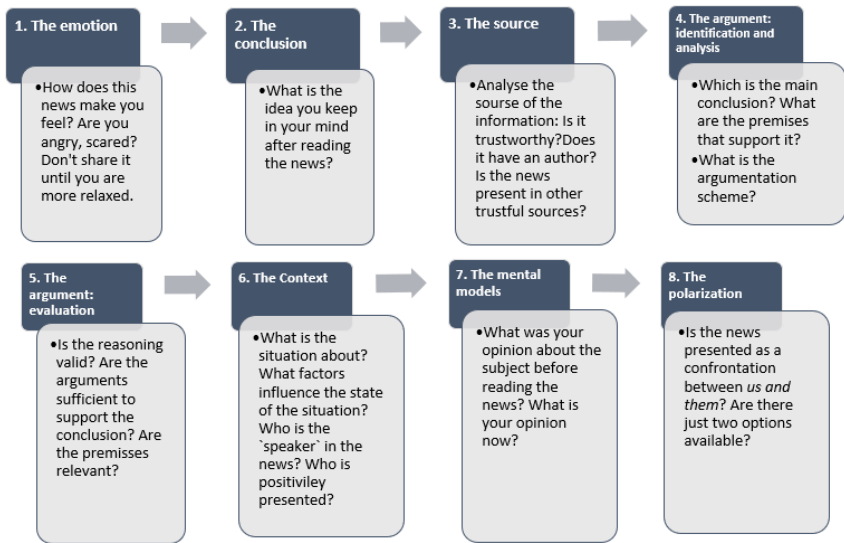 1. The emotion
•How does this
news make you
feel? Are you
angry, scared?
Don't share it
until you are
more relaxed.
2. The
conclusion
•What is the
idea you keep
in your mind
after reading
the news?
3. The source
•Analyse the
sourse of the
information: Is it
trustworthy?Does
it have an author?
Is the news
present in other
trustful sources?
4. The argument:
identification and
analysis
•Which is the main
conclusion? What
are the premises
that support it?
•What is the
argumentation
scheme?
5. The
argument:
evaluation
•Is the reasoning
valid? Are the
arguments
sufficient to
support the
conclusion? Are
the premisses
relevant?
6. The Context
•What is the
situation about?
What factors
influence the state
of the situation?
Who is the
`speaker` in the
news? Who is
positiviley
presented?
7. The mental
models
•What was your
opinion about the
subject before
reading the
news? What is
your opinion
now?
8. The
polarization
•Is the news
presented as a
confrontation
between us and
them? Are there
just two options
available?